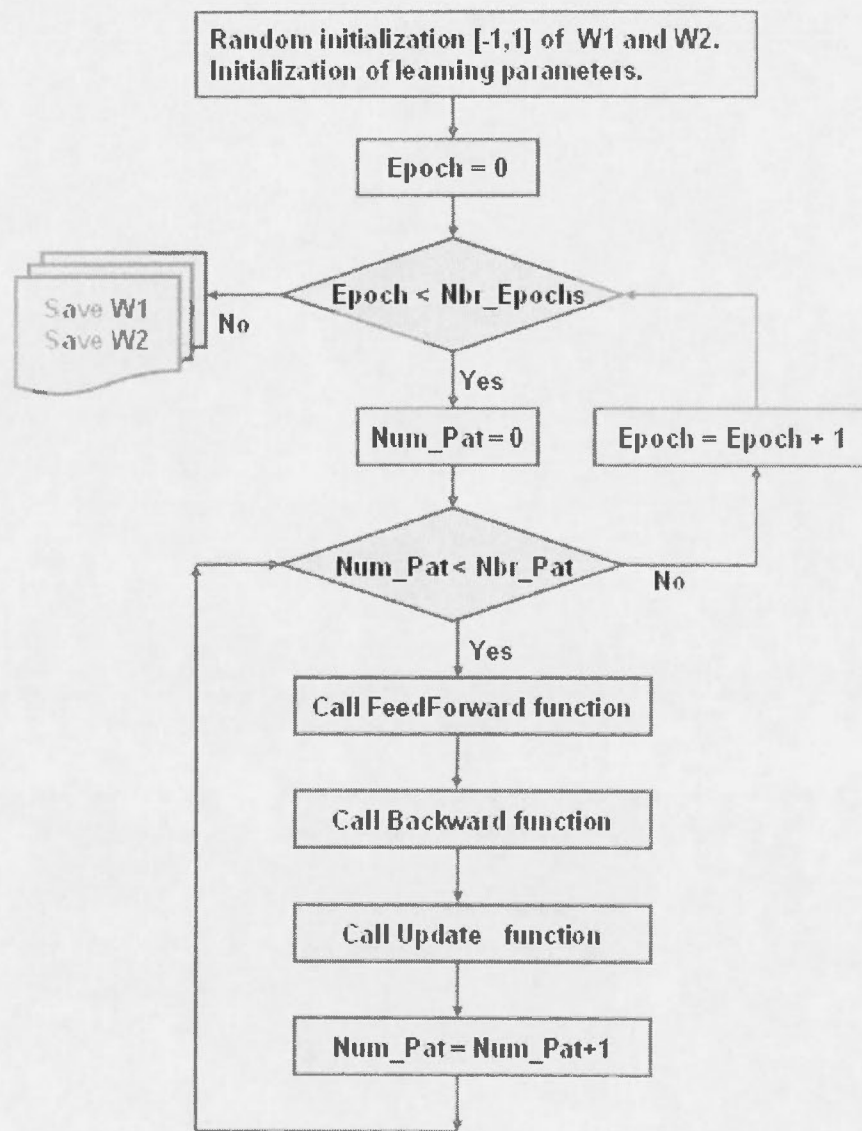 Random initialization [-1,1] of W1 and W2.
Initialization of learning parameters.
Epoch = 0
Epoch < Nbr_Epochs
No
Save W1
Save W2
Yes
Num_Pat = 0
Epoch = Epoch + 1
Num_Pat < Nbr_Pat
No
Yes
Call FeedForward function
Call Backward function
Call Update function
Num_Pat = Num_Pat+1